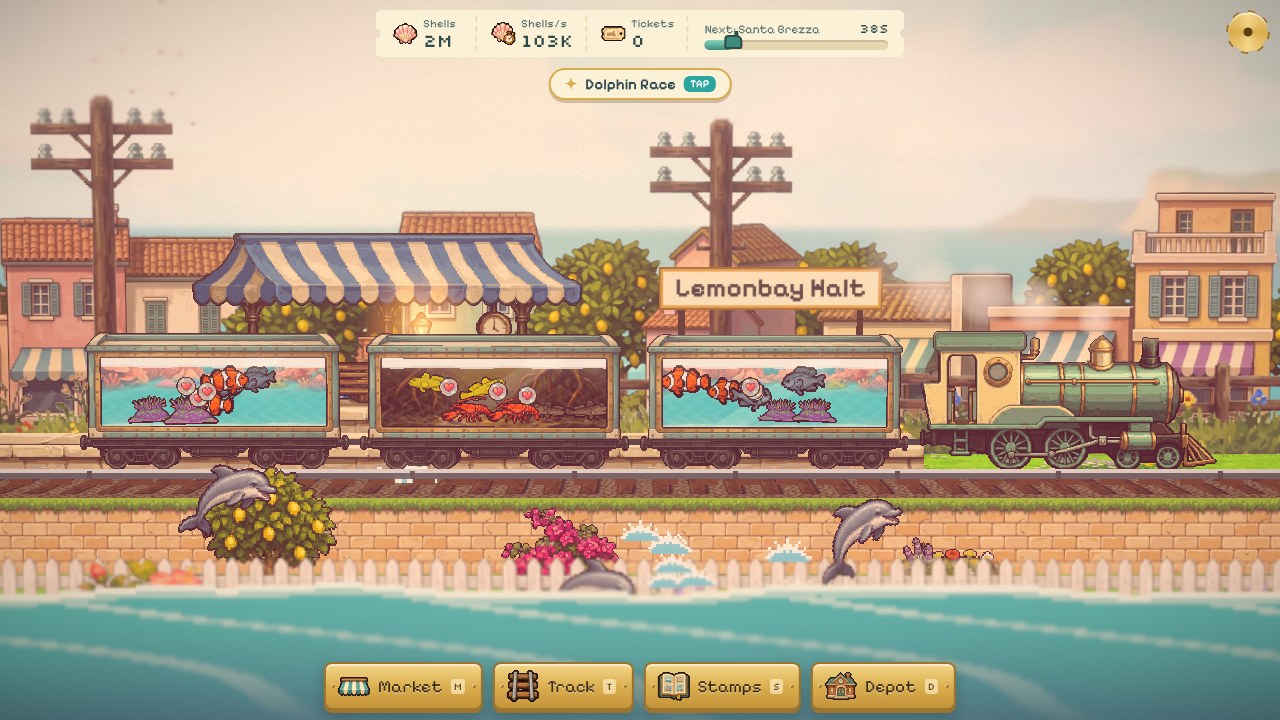 Shells
2M
Shells/s
103K
Tickets
0
Next: Santa Brezza 38s
Dolphin Race TAP
Lemonbay Halt
Market M
Track T
Stamps S
Depot D